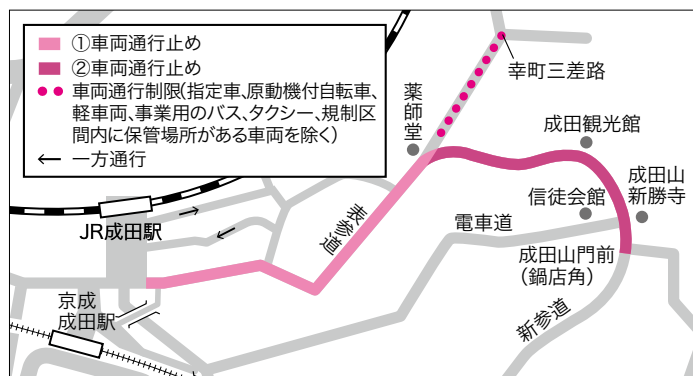 ①車両通行止め
②車両通行止め
車両通行制限(指定車、原動機付自転車、
軽車両、事業用のバス、タクシー、規制区
間内に保管場所がある車両を除く)
一方通行
幸町三差路
薬師堂
成田観光館
成田山
新勝寺
信徒会館
表参道
電車道
JR成田駅
成田山門前
(鍋店角)
京成
成田駅
新参道